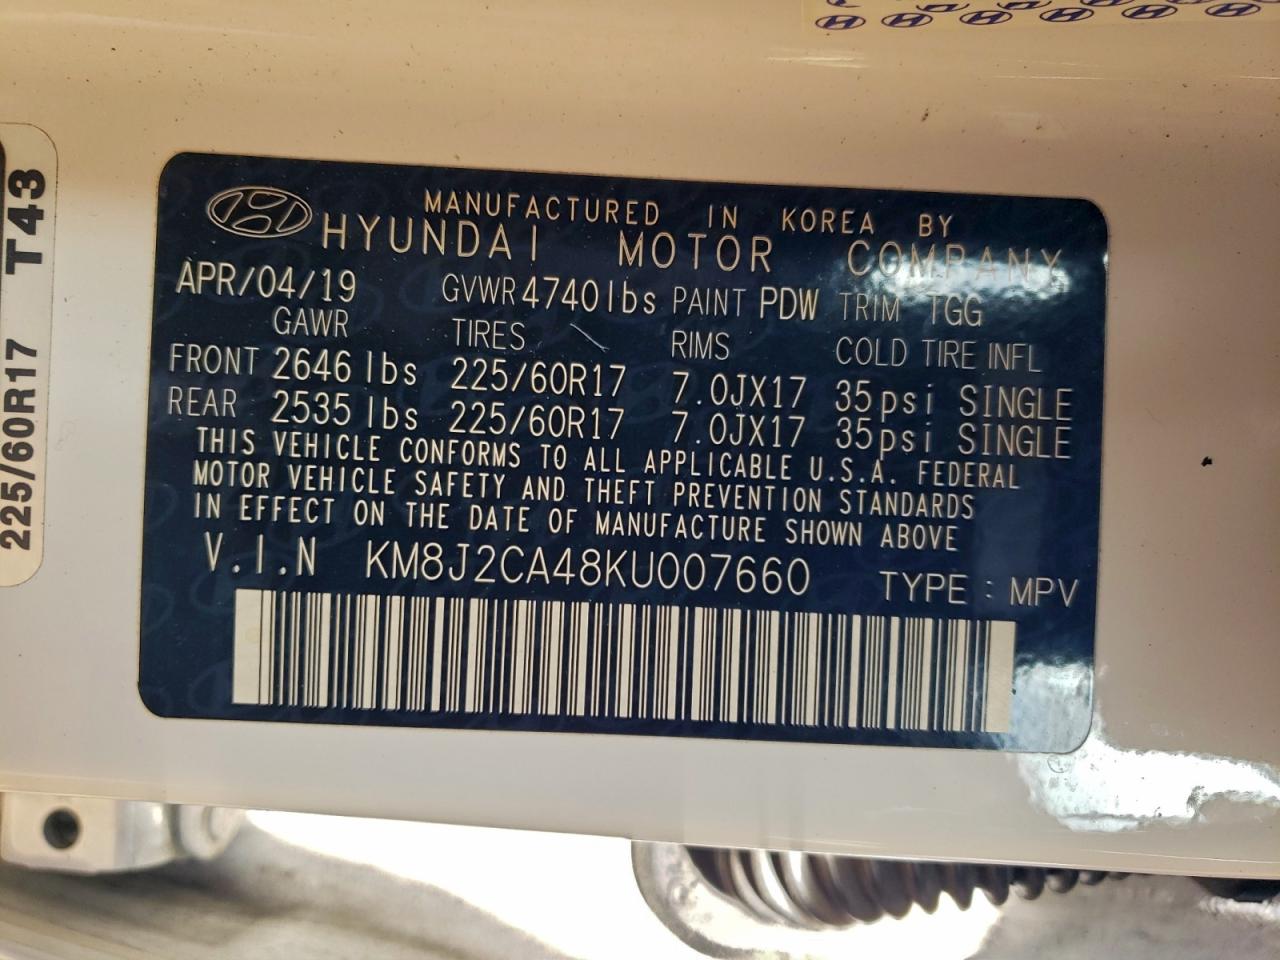 MANUFACTURED IN KOREA BY
HYUNDAI MOTOR COMPANY
APR/04/19 GVWR 4740lbs PAINT PDW TRIM TGG
GAWR TIRES RIMS COLD TIRE INFL
FRONT 2646 lbs 225/60R17 7.0JX17 35psi SINGLE
REAR 2535 lbs 225/60R17 7.0JX17 35psi SINGLE
THIS VEHICLE CONFORMS TO ALL APPLICABLE U.S.A. FEDERAL
MOTOR VEHICLE SAFETY AND THEFT PREVENTION STANDARDS
IN EFFECT ON THE DATE OF MANUFACTURE SHOWN ABOVE
V.I.N KM8J2CA48KU007660 TYPE : MPV
225/60R17 T43